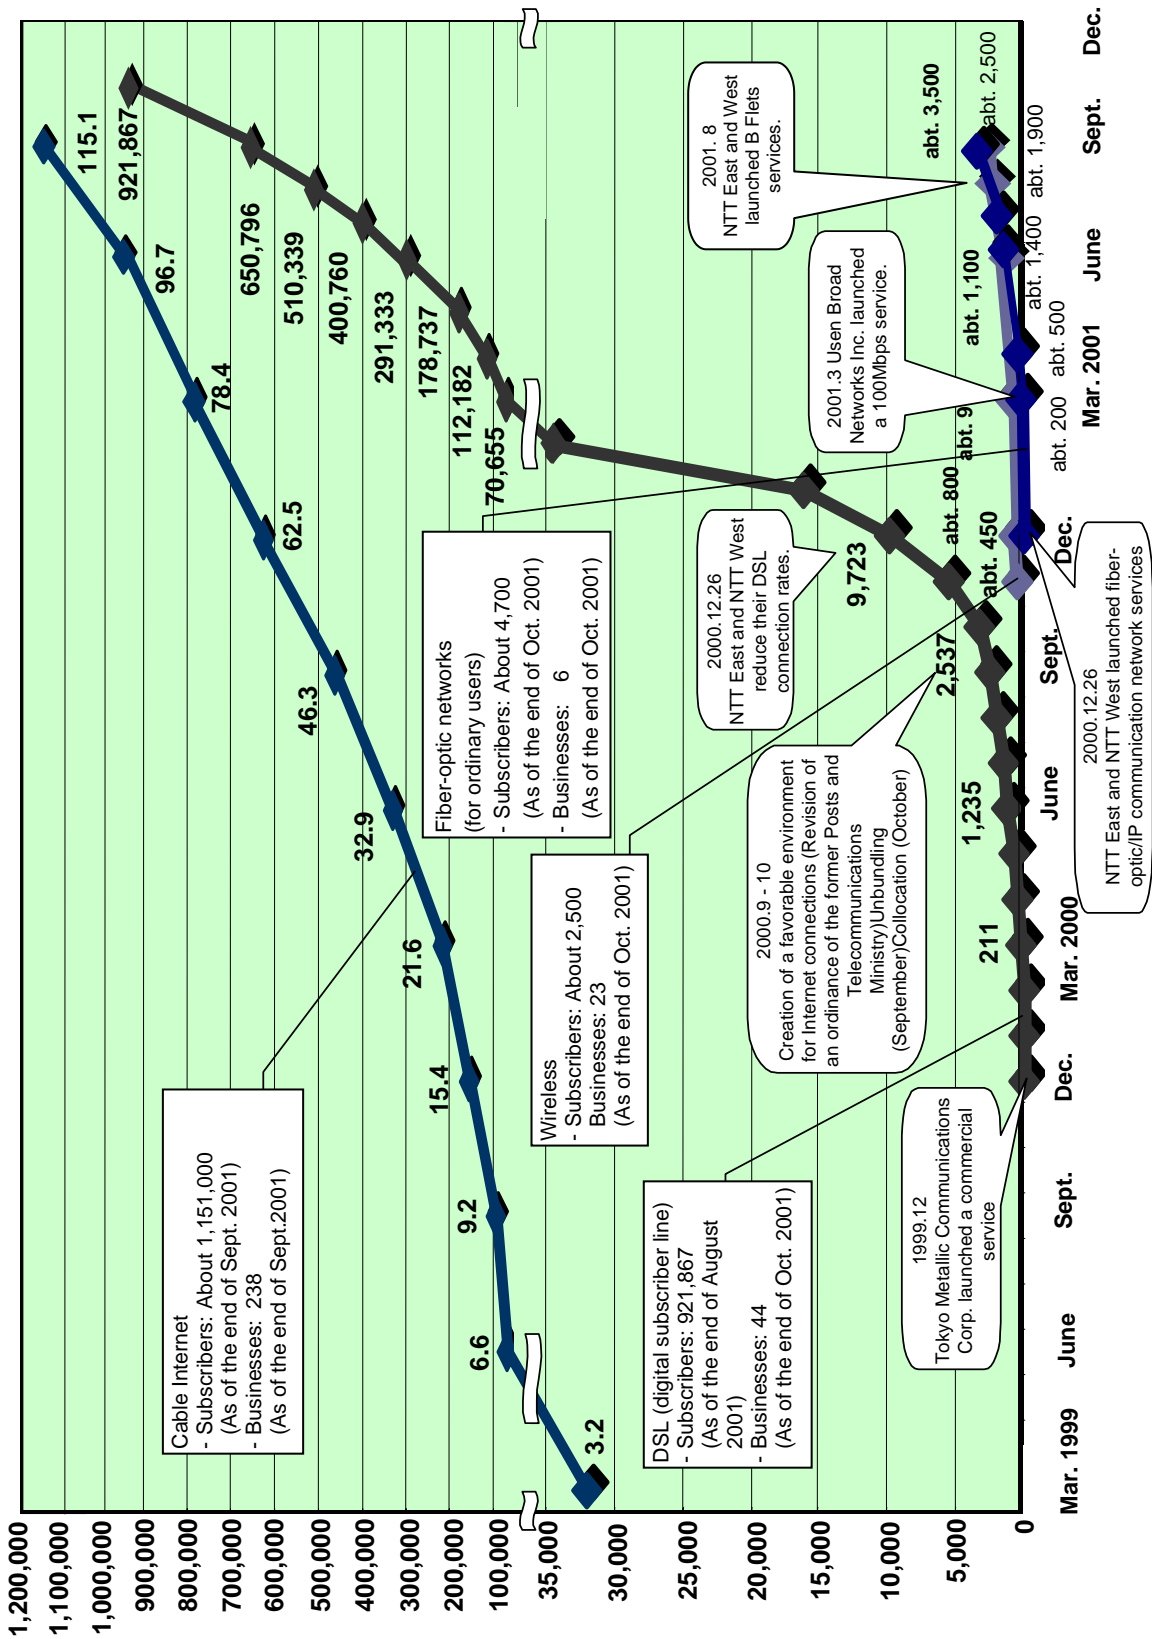 1,200,000
1,100,000
1,000,000
900,000
800,000
700,000
600,000
500,000
400,000
300,000
200,000
100,000
35,000
30,000
25,000
20,000
15,000
10,000
5,000
0
Mar. 1999
June
Sept.
Dec.
Mar. 2000
June
Sept.
Dec.
Mar. 2001
June
Sept.
Dec.
3.2
6.6
9.2
15.4
21.6
32.9
46.3
62.5
78.4
96.7
115.1
211
1,235
2,537
9,723
70,655
112,182
178,737
291,333
400,760
510,339
650,796
921,867
abt. 450
abt. 800
abt. 9
abt. 1,100
abt. 3,500
abt. 200
abt. 500
abt. 1,400
abt. 1,900
abt. 2,500
Cable Internet
- Subscribers: About 1,151,000
(As of the end of Sept. 2001)
- Businesses: 238
(As of the end of Sept.2001)
Fiber-optic networks
(for ordinary users)
- Subscribers: About 4,700
(As of the end of Oct. 2001)
- Businesses: 6
(As of the end of Oct. 2001)
Wireless
- Subscribers: About 2,500
Businesses: 23
(As of the end of Oct. 2001)
DSL (digital subscriber line)
- Subscribers: 921,867
(As of the end of August
2001)
- Businesses: 44
(As of the end of Oct. 2001)
1999.12
Tokyo Metallic Communications
Corp. launched a commercial
service
2000.9 - 10
Creation of a favorable environment
for Internet connections (Revision of
an ordinance of the former Posts and
Telecommunications
Ministry)Unbundling
(September)Collocation (October)
2000.12.26
NTT East and NTT West
reduce their DSL
connection rates.
2000.12.26
NTT East and NTT West launched fiber-
optic/IP communication network services
2001.3 Usen Broad
Networks Inc. launched
a 100Mbps service.
2001. 8
NTT East and West
launched B Flets
services.